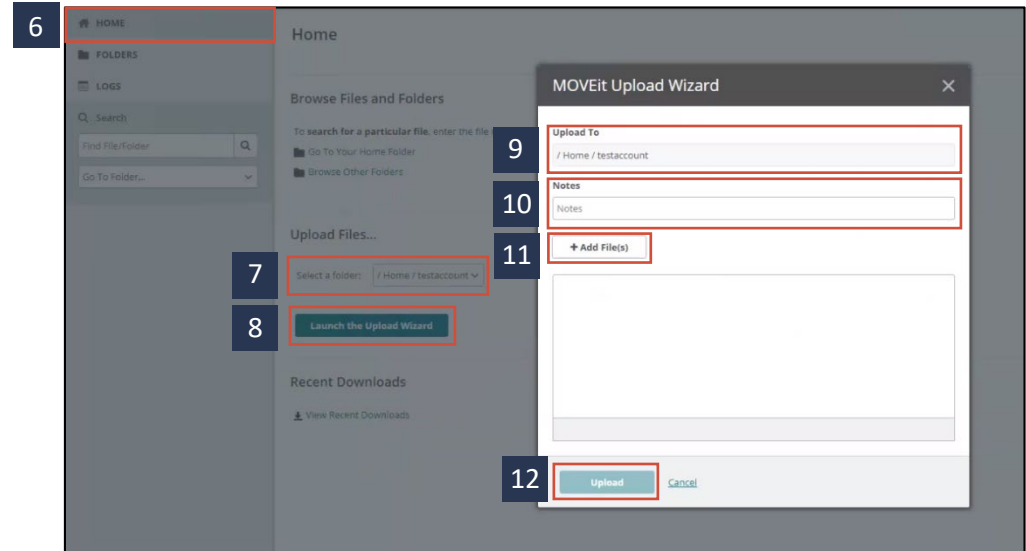 6
HOME
FOLDERS
LOGS
Search
Find File/Folder
Go To Folder...
Home
Browse Files and Folders
To search for a particular file, enter the file
Go To Your Home Folder
Browse Other Folders
Upload Files...
7
Select a folder: / Home / testaccount
8
Launch the Upload Wizard
Recent Downloads
View Recent Downloads
MOVEit Upload Wizard
9
Upload To
/ Home / testaccount
10
Notes
Notes
11
+ Add File(s)
12
Upload Cancel